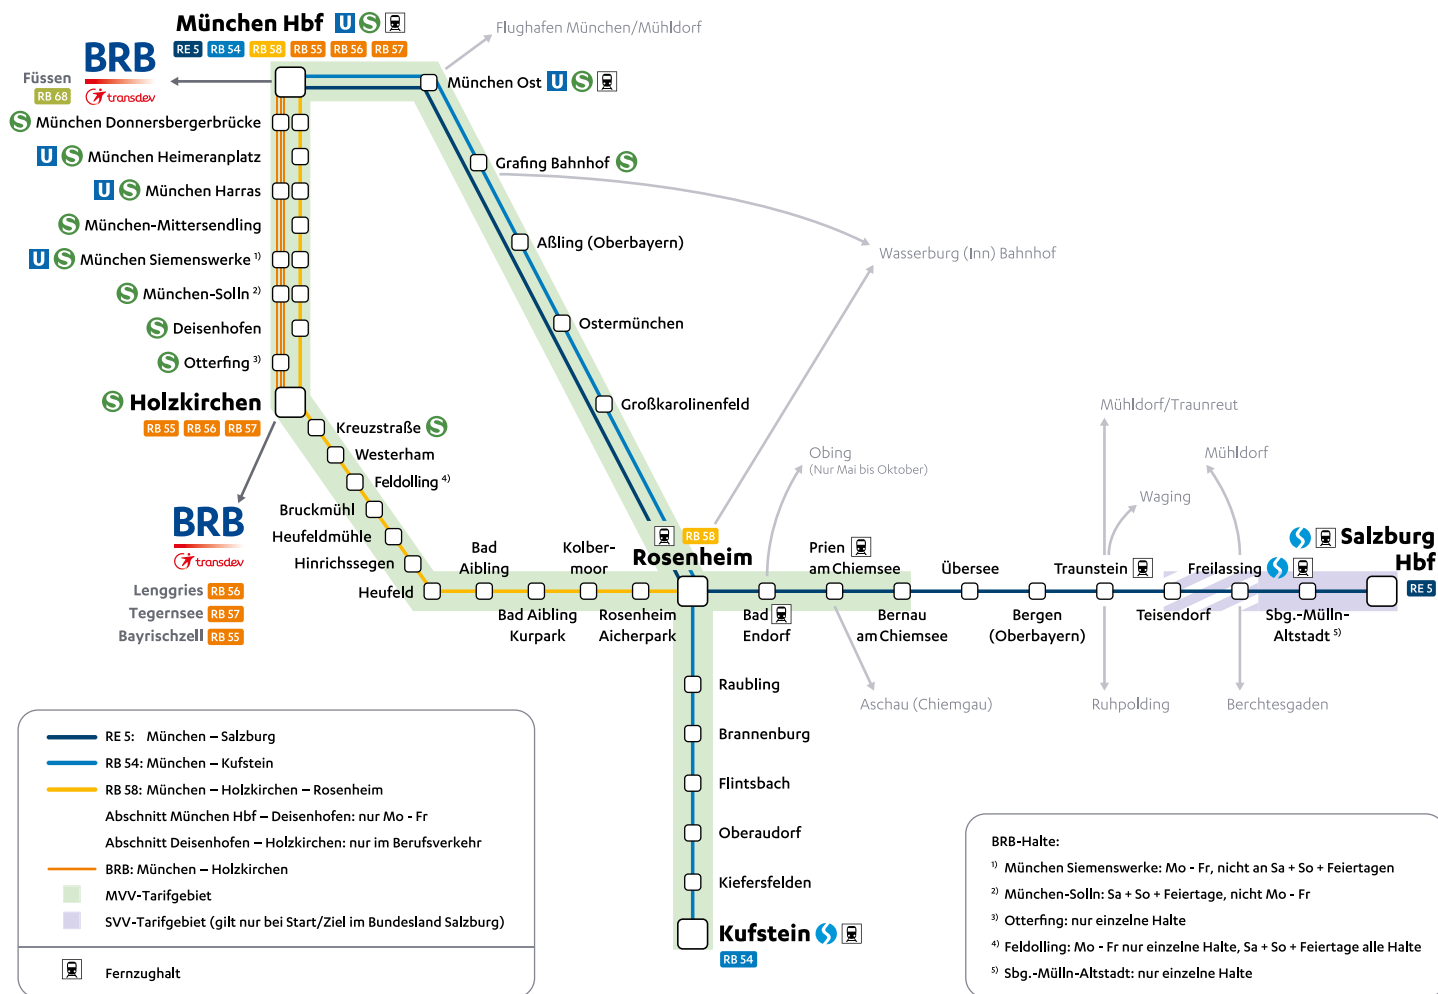 München Hbf U S
RE 5 RB 54 RB 58 RB 55 RB 56 RB 57
Flughafen München/Mühldorf
BRB
transdev
Füssen
RB 68
München Ost U S
S München Donnersbergerbrücke
U S München Heimeranplatz
U S München Harras
S München-Mittersendling
U S München Siemenswerke 1)
S München-Solln 2)
S Deisenhofen
S Otterfing 3)
S Holzkirchen
RB 55 RB 56 RB 57
Grafing Bahnhof S
Aßling (Oberbayern)
Ostermünchen
Großkarolinenfeld
Wasserburg (Inn) Bahnhof
Kreuzstraße S
Westerham
Feldolling 4)
Bruckmühl
Heufeldmühle
Hinrichssegen
Heufeld
BRB
transdev
Lenggries RB 56
Tegernsee RB 57
Bayrischzell RB 55
Bad
Aibling
Bad Aibling
Kurpark
Kolber-
moor
Rosenheim
Aicherpark
RB 58
Rosenheim
Obing
(Nur Mai bis Oktober)
Bad
Endorf
Prien
am Chiemsee
Aschau (Chiemgau)
Bernau
am Chiemsee
Übersee
Bergen
(Oberbayern)
Mühldorf/Traunreut
Waging
Traunstein
Ruhpolding
Teisendorf
Mühldorf
Freilassing S
Berchtesgaden
Sbg.-Mülln-
Altstadt 5)
S Salzburg
Hbf
RE 5
Raubling
Brannenburg
Flintsbach
Oberaudorf
Kiefersfelden
Kufstein S
RB 54
RE 5: München – Salzburg
RB 54: München – Kufstein
RB 58: München – Holzkirchen – Rosenheim
Abschnitt München Hbf – Deisenhofen: nur Mo - Fr
Abschnitt Deisenhofen – Holzkirchen: nur im Berufsverkehr
BRB: München – Holzkirchen
MVV-Tarifgebiet
SVV-Tarifgebiet (gilt nur bei Start/Ziel im Bundesland Salzburg)
Fernzughalt
BRB-Halte:
1) München Siemenswerke: Mo - Fr, nicht an Sa + So + Feiertagen
2) München-Solln: Sa + So + Feiertage, nicht Mo - Fr
3) Otterfing: nur einzelne Halte
4) Feldolling: Mo - Fr nur einzelne Halte, Sa + So + Feiertage alle Halte
5) Sbg.-Mülln-Altstadt: nur einzelne Halte